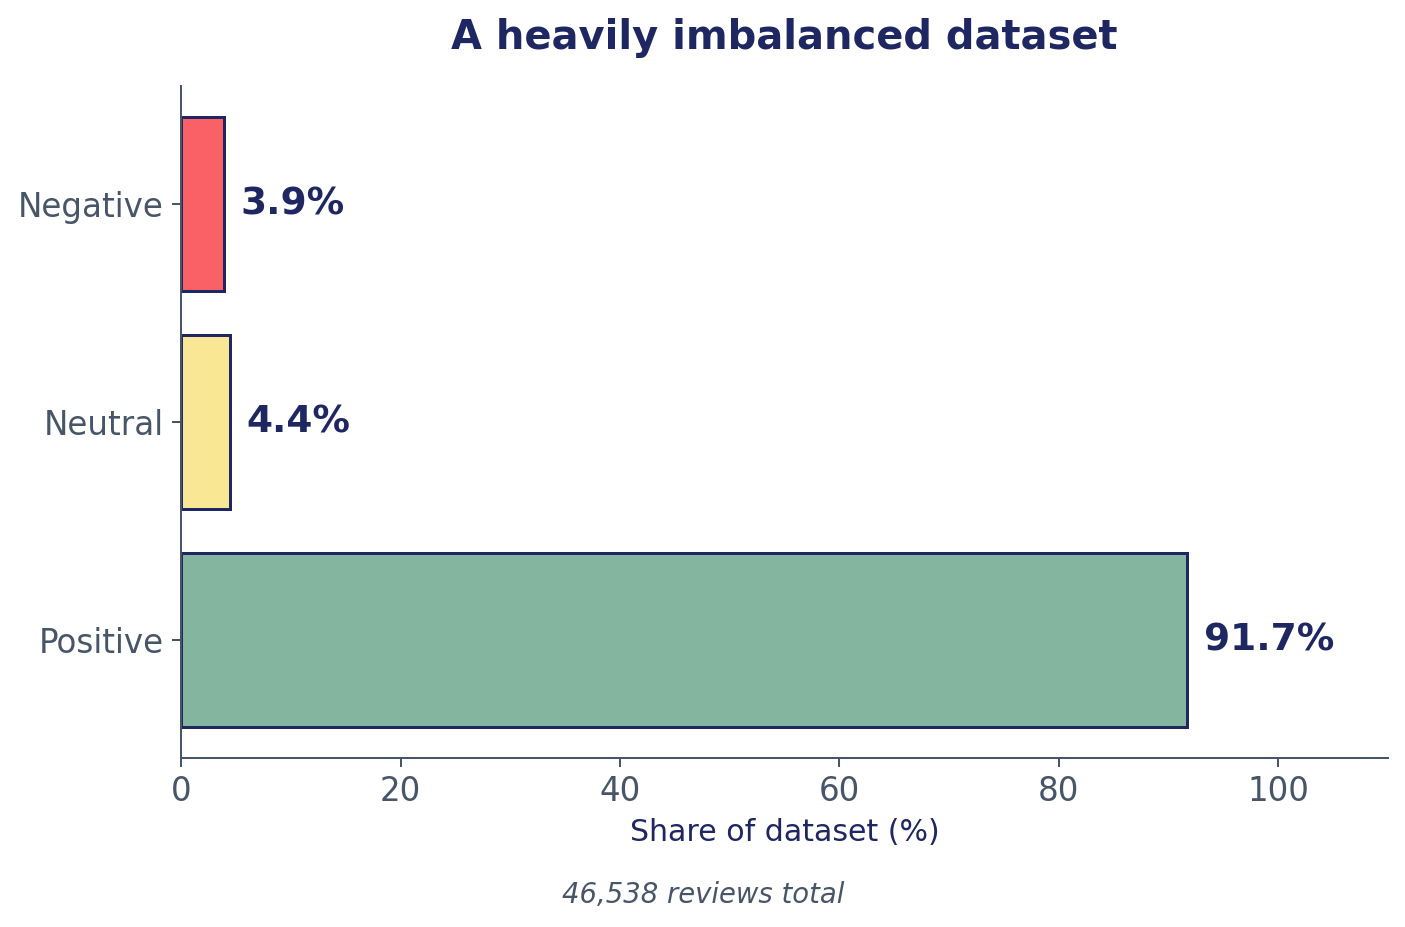 A heavily imbalanced dataset
Negative
3.9%
Neutral
4.4%
Positive
91.7%
0 20 40 60 80 100
Share of dataset (%)
46,538 reviews total